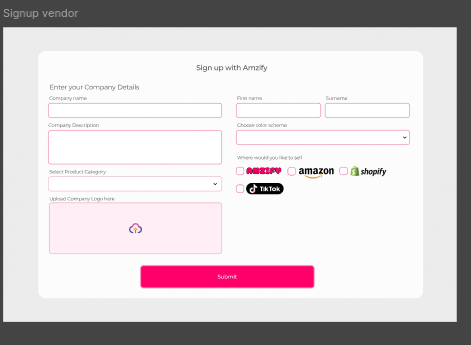 Signup vendor
Sign up with Amzify
Enter your Company Details
Company name
First name
Surname
Company Description
Choose color scheme
Where would you like to sell
AMZIFY
amazon
shopify
TikTok
Select Product Category
Upload Company Logo here
Submit